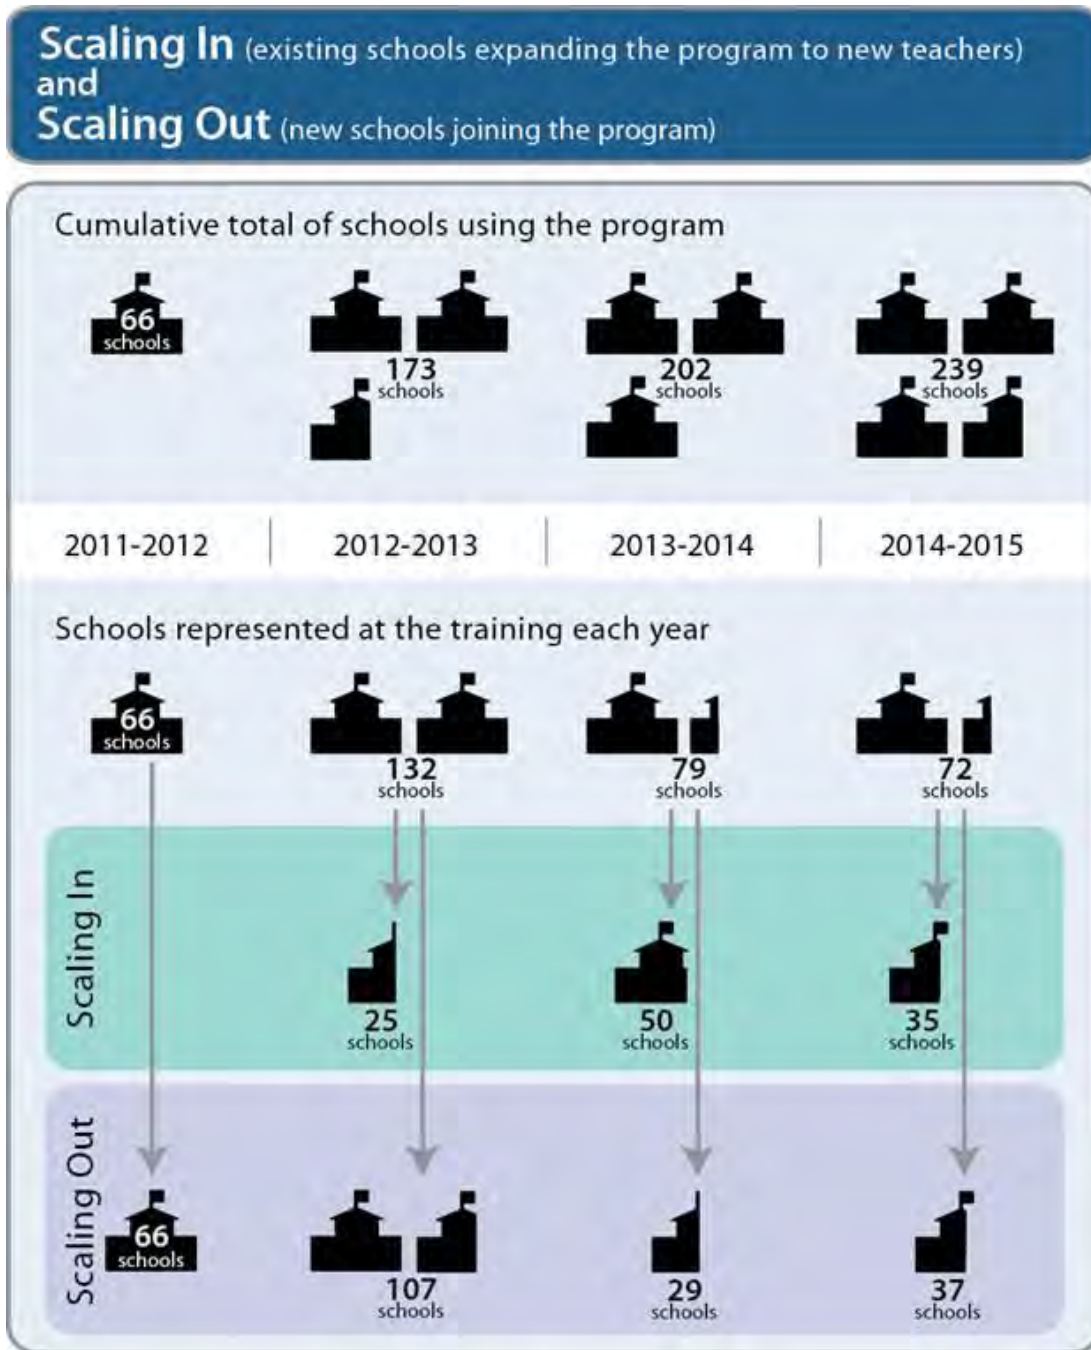 Scaling In (existing schools expanding the program to new teachers)
and
Scaling Out (new schools joining the program)
Cumulative total of schools using the program
66
schools
173
schools
202
schools
239
schools
2011-2012
2012-2013
2013-2014
2014-2015
Schools represented at the training each year
66
schools
132
schools
79
schools
72
schools
Scaling In
25
schools
50
schools
35
schools
Scaling Out
66
schools
107
schools
29
schools
37
schools